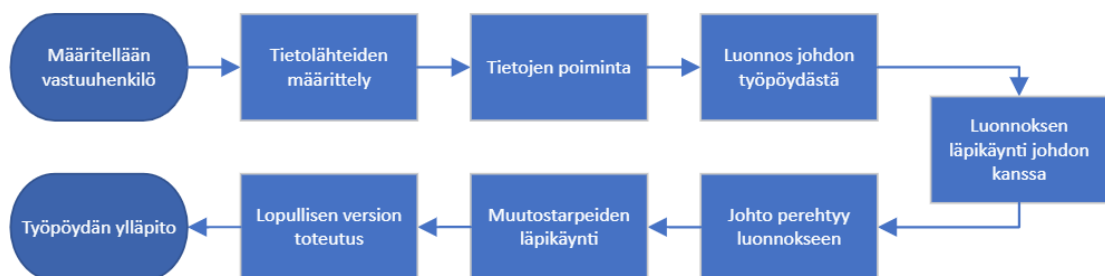 Määritellään
vastuuhenkilö
Tietolähteiden
määrittely
Tietojen poiminta
Luonnos johdon
työpöydästä
Luonnoksen
läpikäynti johdon
kanssa
Johto perehtyy
luonnokseen
Muutostarpeiden
läpikäynti
Lopullisen version
toteutus
Työpöydän ylläpito